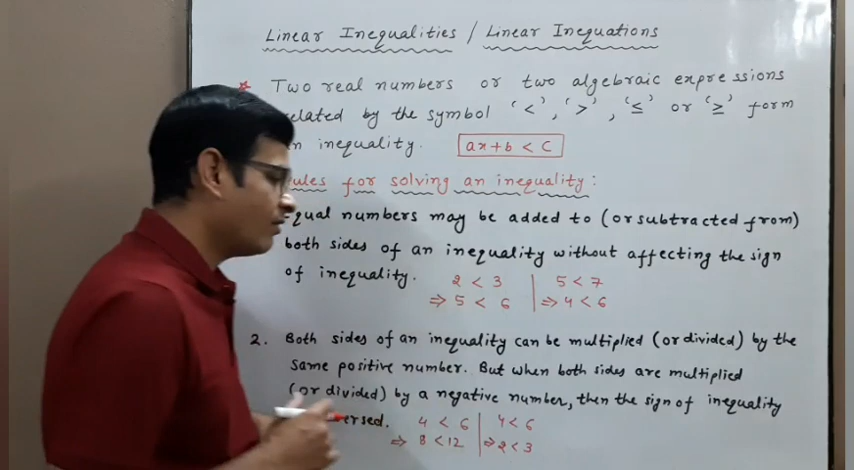 Linear Inequalities / Linear Inequations
* Two real numbers or two algebraic expressions
related by the symbol '<', '>', '≤' or '≥' form
an inequality. ax+b < c
rules for solving an inequality:
Equal numbers may be added to (or subtracted from)
both sides of an inequality without affecting the sign
of inequality. 2 < 3 | 5 < 7
⇒ 5 < 6 | ⇒ 4 < 6
2. Both sides of an inequality can be multiplied (or divided) by the
same positive number. But when both sides are multiplied
(or divided) by a negative number, then the sign of inequality
4 < 6 | 4 < 6
⇒ 8 < 12 | ⇒ 2 < 3